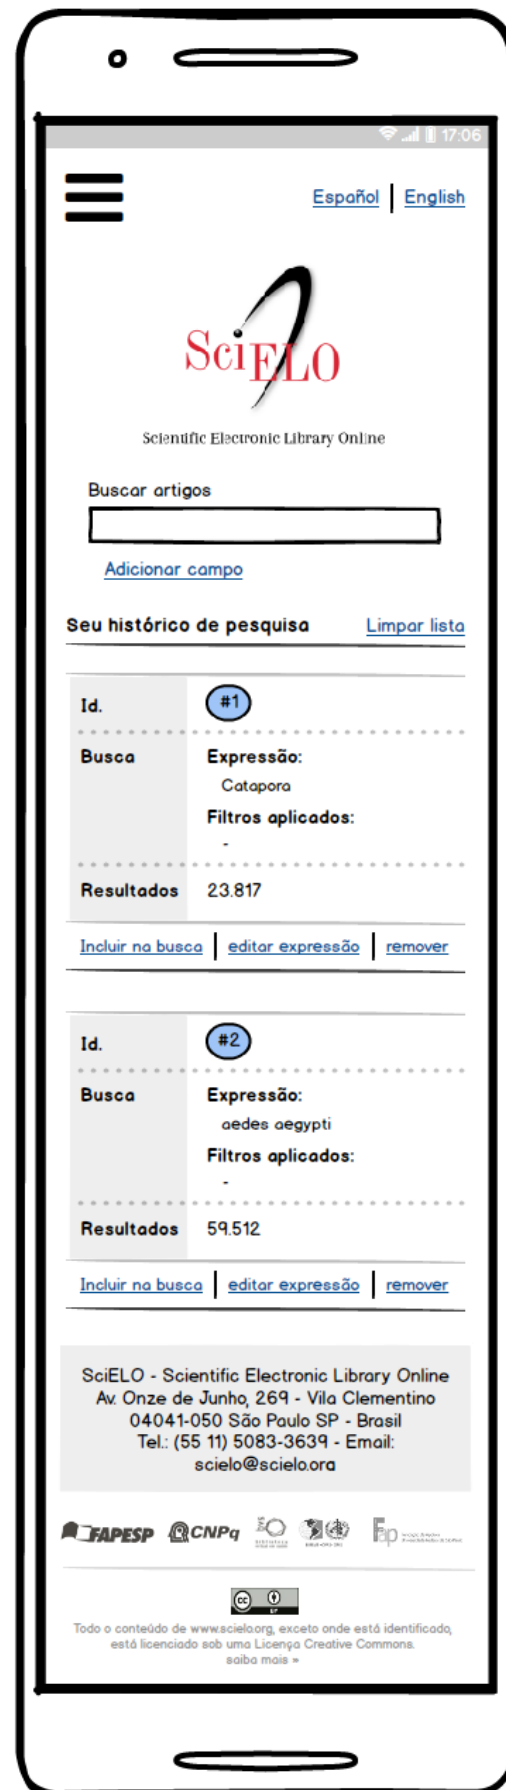 17:06
Español English
SciELO
Scientific Electronic Library Online
Buscar artigos
Adicionar campo
Seu histórico de pesquisa Limpar lista
Id. #1
Busca Expressão:
Catapora
Filtros aplicados:
-
Resultados 23.817
Incluir na busca editar expressão remover
Id. #2
Busca Expressão:
aedes aegypti
Filtros aplicados:
-
Resultados 59.512
Incluir na busca editar expressão remover
SciELO - Scientific Electronic Library Online
Av. Onze de Junho, 269 - Vila Clementino
04041-050 São Paulo SP - Brasil
Tel.: (55 11) 5083-3639 - Email:
scielo@scielo.org
FAPESP CNPq BVS Fap
cc BY
Todo o conteúdo de www.scielo.org, exceto onde está identificado,
está licenciado sob uma Licença Creative Commons.
saiba mais »